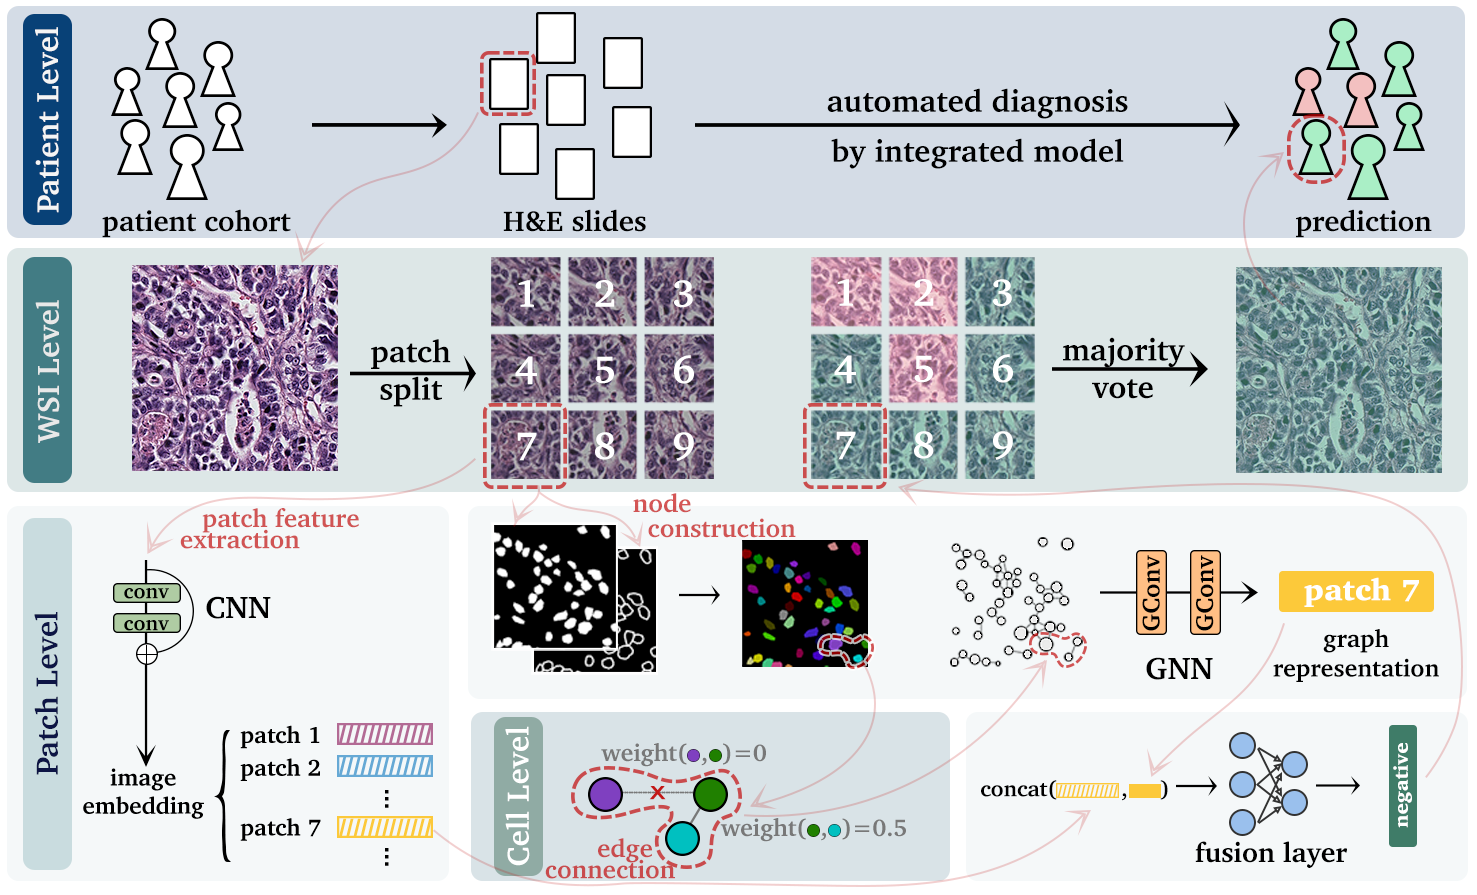 Patient Level
patient cohort
H&E slides
automated diagnosis
by integrated model
prediction
WSI Level
patch
split
1 2 3
4 5 6
7 8 9
1 2 3
4 5 6
7 8 9
majority
vote
Patch Level
patch feature
extraction
conv
conv
CNN
image
embedding
patch 1
patch 2
⋮
patch 7
⋮
node
construction
GConv
GConv
GNN
patch 7
graph
representation
Cell Level
weight( , )=0
x
weight( , )=0.5
edge
connection
concat( , )
fusion layer
negative